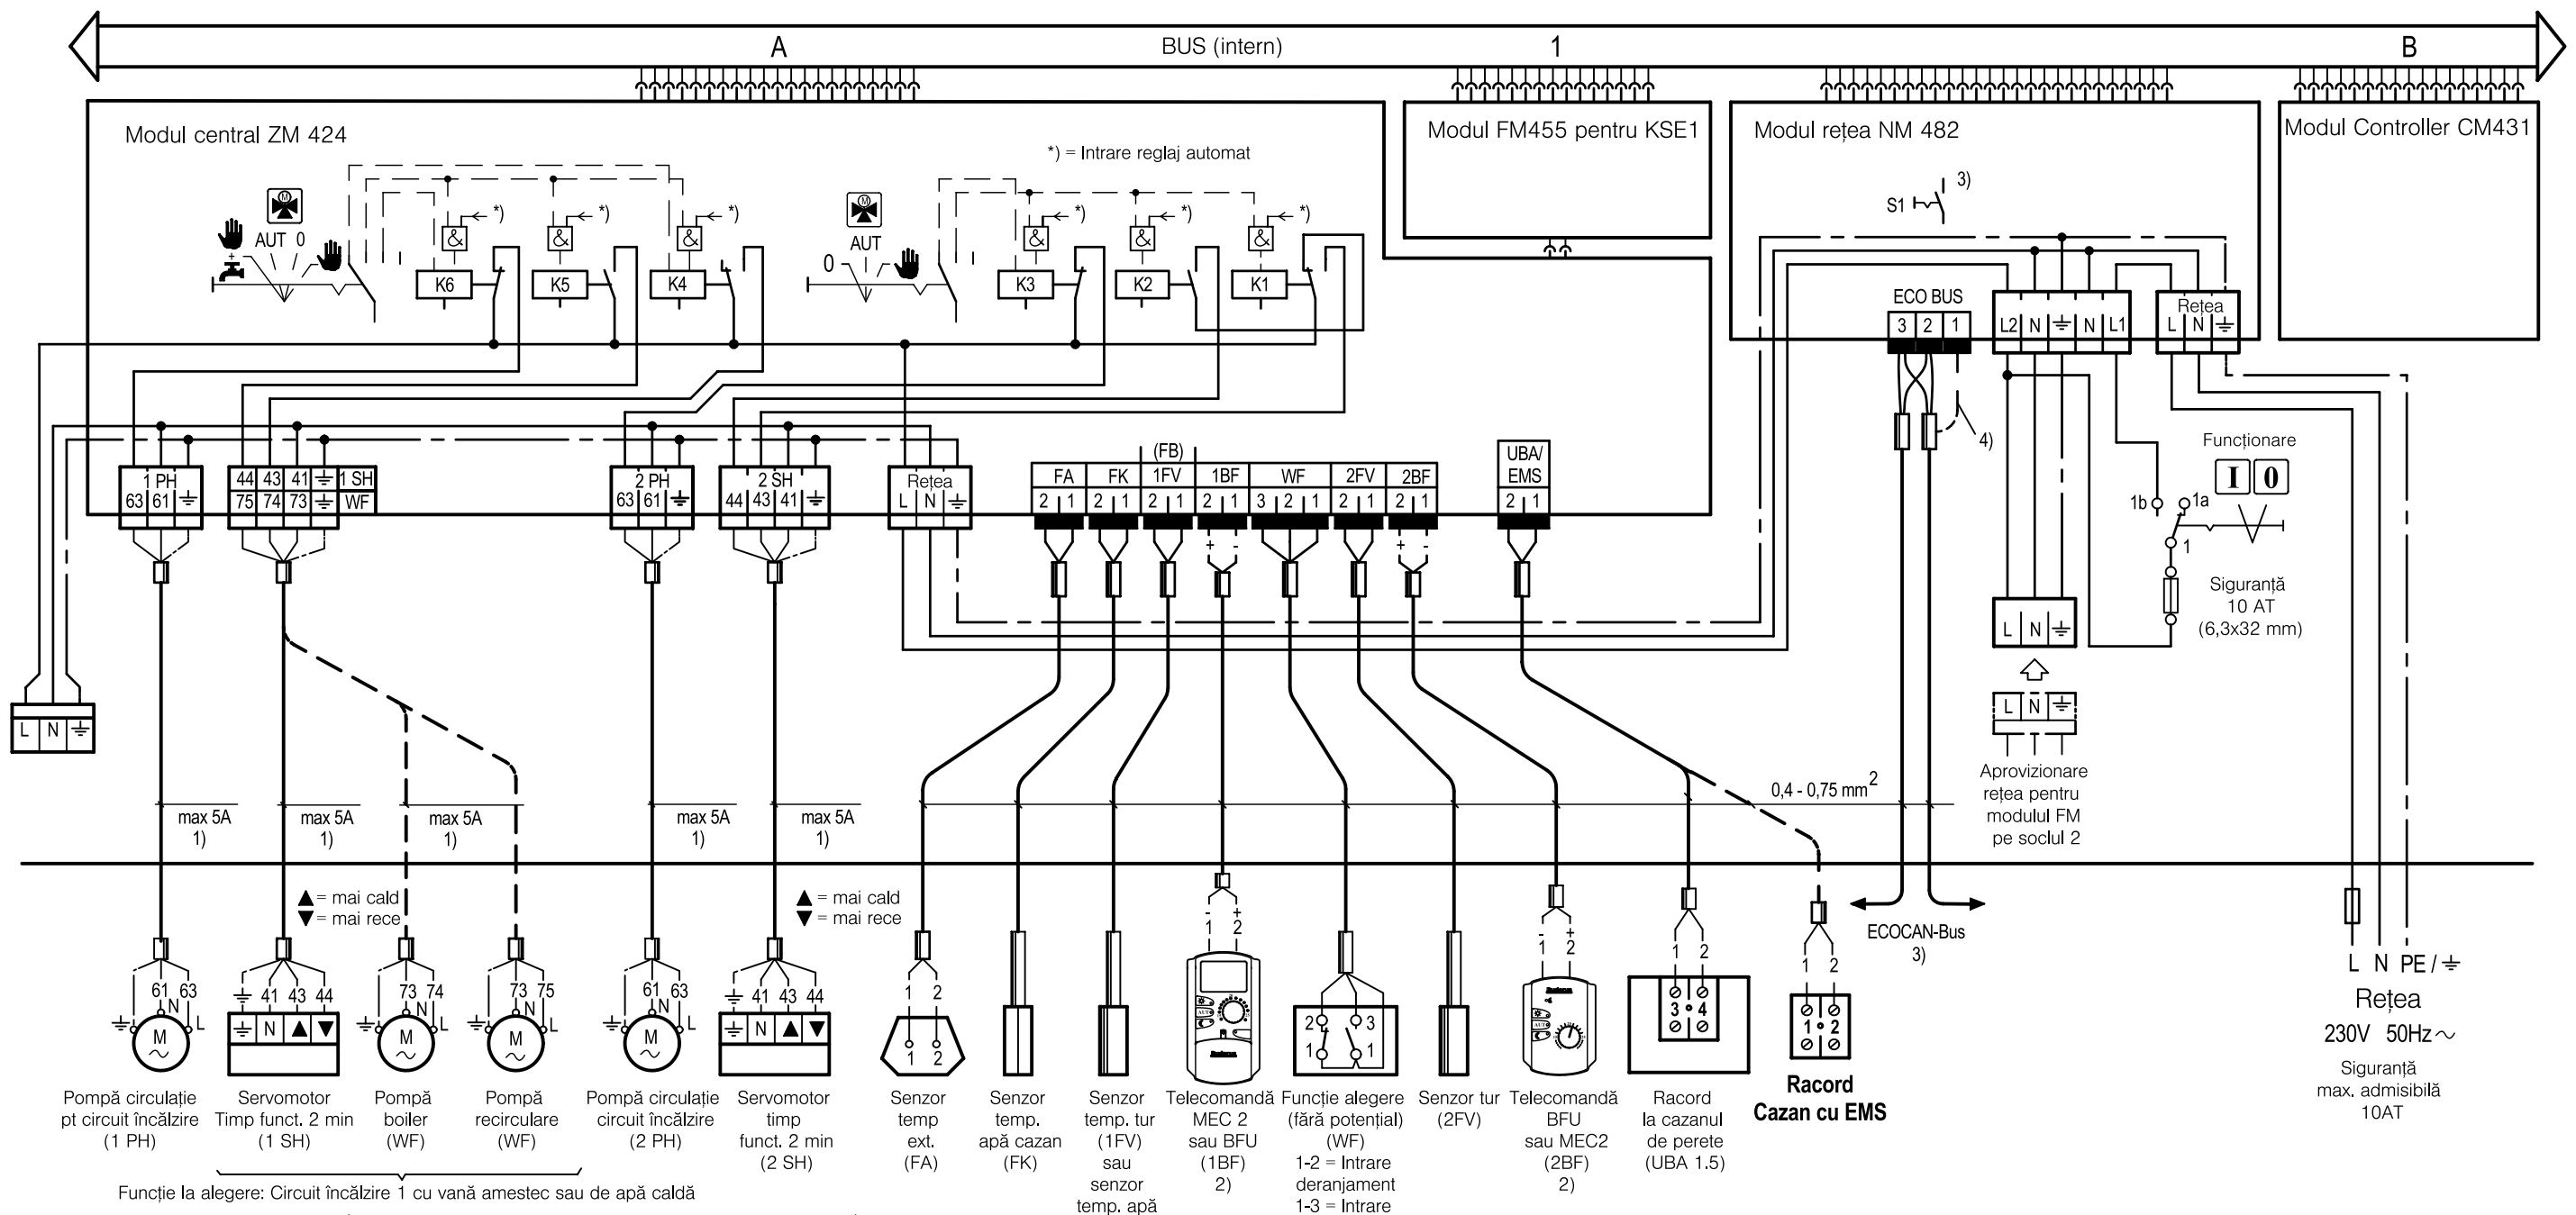 A BUS (intern) 1 B
Modul central ZM 424
Modul FM455 pentru KSE1
Modul rețea NM 482
Modul Controller CM431
*) = Intrare reglaj automat
3)
S1
*) *) *) *) *) *)
AUT 0
+
& & & & & &
AUT
0
K6 K5 K4 K3 K2 K1
ECO BUS
3 2 1
L2 N N L1
Rețea
L N
4)
Funcționare
I 0
1b 1a
1
Siguranță
10 AT
(6,3x32 mm)
1 PH
63 61
44 43 41 1 SH
75 74 73 WF
2 PH
63 61
2 SH
44 43 41
Rețea
L N
(FB)
FA FK 1FV 1BF WF 2FV 2BF
2 1 2 1 2 1 2 1 3 2 1 2 1 2 1
UBA/
EMS
2 1
+ - + -
L N
L N
L N
Aprovizionare
rețea pentru
modulul FM
pe soclul 2
max 5A
1)
max 5A
1)
max 5A
1)
max 5A
1)
max 5A
1)
0,4 - 0,75 mm2
▲ = mai cald
▼ = mai rece
▲ = mai cald
▼ = mai rece
ECOCAN-Bus
3)
L N PE /
Rețea
230V 50Hz ~
Siguranță
max. admisibilă
10AT
61 63
N
L
M
~
41 43 44
N ▲ ▼
73 74
N
L
M
~
73 75
N
L
M
~
61 63
N
L
M
~
41 43 44
N ▲ ▼
1 2
1 2
- +
1 2
AUT
Buderus
2 3
1 1
- +
1 2
Buderus
AUT
1 2
3 4
1 2
1 2
Pompă circulație
pt circuit încălzire
(1 PH)
Servomotor
Timp funct. 2 min
(1 SH)
Pompă
boiler
(WF)
Pompă
recirculare
(WF)
Pompă circulație
circuit încălzire
(2 PH)
Servomotor
timp
funct. 2 min
(2 SH)
Senzor
temp
ext.
(FA)
Senzor
temp.
apă cazan
(FK)
Senzor
temp. tur
(1FV)
sau
senzor
temp. apă
Telecomandă
MEC 2
sau BFU
(1BF)
2)
Funcție alegere
(fără potențial)
(WF)
1-2 = Intrare
deranjament
1-3 = Intrare
Senzor tur
(2FV)
Telecomandă
BFU
sau MEC2
(2BF)
2)
Racord
la cazanul
de perete
(UBA 1.5)
Racord
Cazan cu EMS
Funcție la alegere: Circuit încălzire 1 cu vană amestec sau de apă caldă